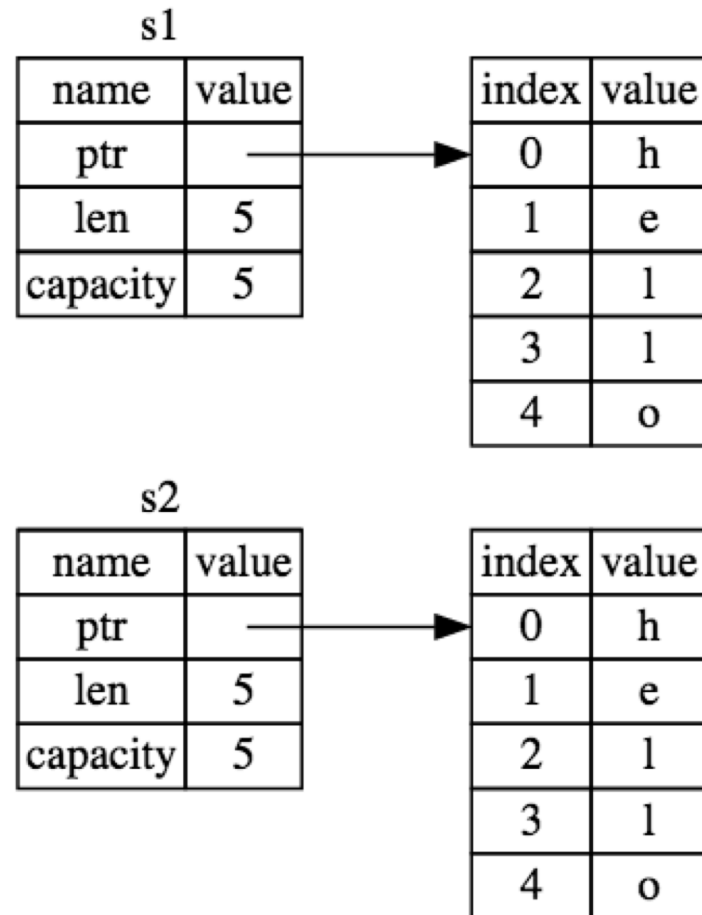 s1
name value index value
ptr 0 h
len 5 1 e
capacity 5 2 l
3 l
4 o
s2
name value index value
ptr 0 h
len 5 1 e
capacity 5 2 l
3 l
4 o